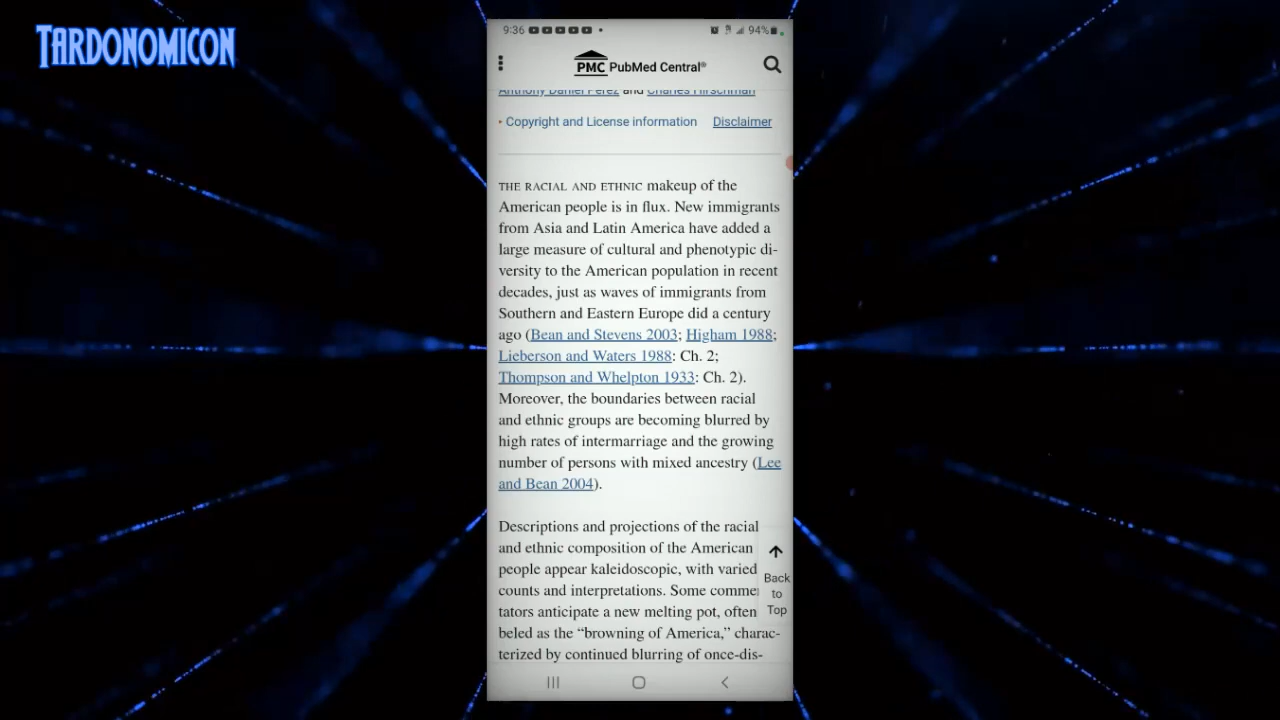 TARDONOMICON
9:36
94%
PMC PubMed Central®
Anthony Daniel Perez and Charles Hirschman
• Copyright and License information Disclaimer
THE RACIAL AND ETHNIC makeup of the
American people is in flux. New immigrants
from Asia and Latin America have added a
large measure of cultural and phenotypic di-
versity to the American population in recent
decades, just as waves of immigrants from
Southern and Eastern Europe did a century
ago (Bean and Stevens 2003; Higham 1988;
Lieberson and Waters 1988: Ch. 2;
Thompson and Whelpton 1933: Ch. 2).
Moreover, the boundaries between racial
and ethnic groups are becoming blurred by
high rates of intermarriage and the growing
number of persons with mixed ancestry (Lee
and Bean 2004).
Descriptions and projections of the racial
and ethnic composition of the American
people appear kaleidoscopic, with varied
counts and interpretations. Some comme
tators anticipate a new melting pot, often
beled as the “browning of America,” charac-
terized by continued blurring of once-dis-
Back
to
Top